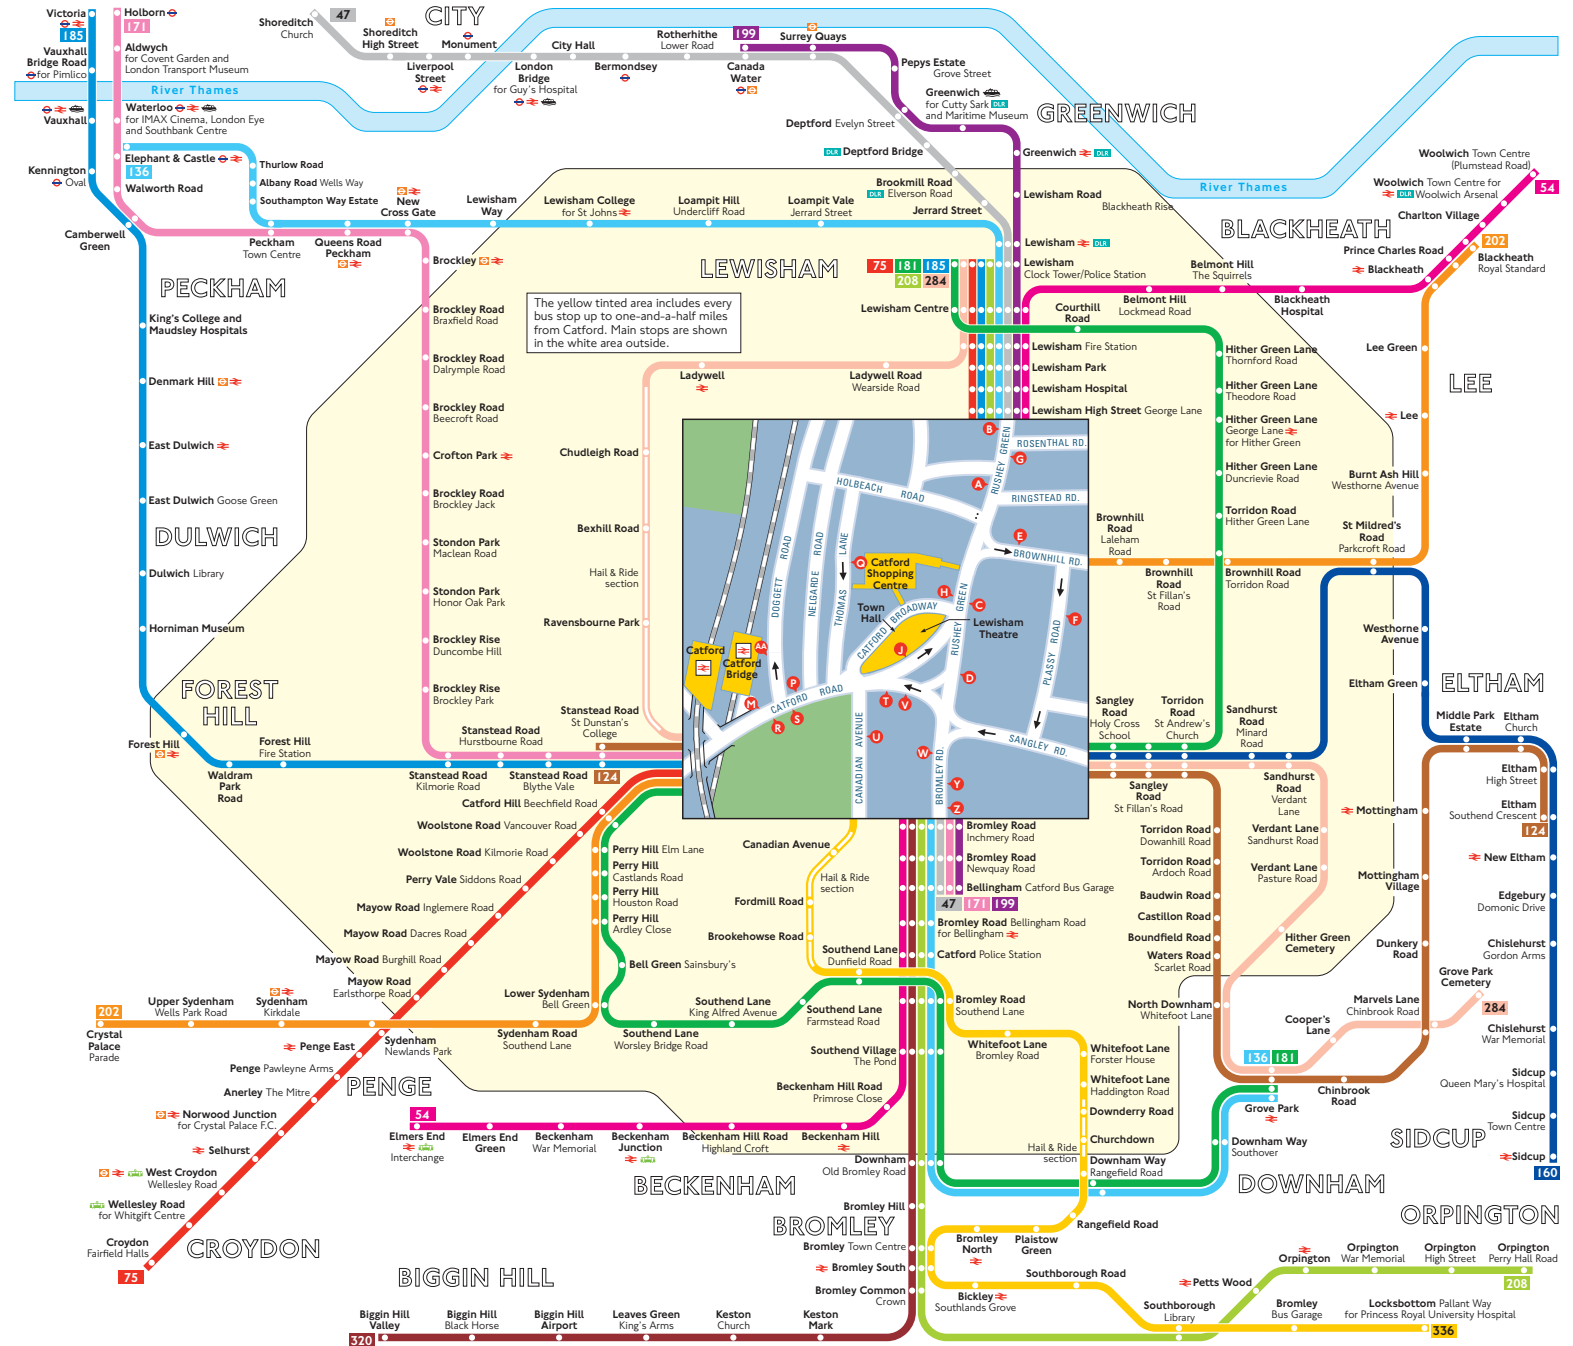 Victoria
185
Vauxhall
Bridge Road
for Pimlico
Holborn
171
Aldwych
for Covent Garden and
London Transport Museum
River Thames
Vauxhall
Waterloo
for IMAX Cinema, London Eye
and Southbank Centre
Elephant & Castle
136
Kennington
Oval
Walworth Road
Thurlow Road
Albany Road Wells Way
Southampton Way Estate
Camberwell
Green
Peckham
Town Centre
Queens Road
Peckham
New
Cross Gate
Lewisham
Way
Lewisham College
for St Johns
Loampit Hill
Undercliff Road
Loampit Vale
Jerrard Street
Shoreditch
Church
47
CITY
Shoreditch
High Street
Monument
Liverpool
Street
London
Bridge
for Guy's Hospital
City Hall
Bermondsey
Rotherhithe
Lower Road
199
Canada
Water
Surrey Quays
Pepys Estate
Grove Street
Greenwich
for Cutty Sark DLR
and Maritime Museum
GREENWICH
Deptford Evelyn Street
DLR Deptford Bridge
Greenwich DLR
Brookmill Road
DLR Elverson Road
Jerrard Street
Lewisham Road
Blackheath Rise
Lewisham DLR
Lewisham
Clock Tower/Police Station
River Thames
Woolwich Town Centre
(Plumstead Road)
54
Woolwich Town Centre for
DLR Woolwich Arsenal
Charlton Village
BLACKHEATH
Prince Charles Road
202
Blackheath
Royal Standard
Blackheath
Belmont Hill
The Squirrels
Belmont Hill
Lockmead Road
Blackheath
Hospital
PECKHAM
LEWISHAM
75 181 185
208 284
Lewisham Centre
The yellow tinted area includes every
bus stop up to one-and-a-half miles
from Catford. Main stops are shown
in the white area outside.
Brockley
Brockley Road
Braxfield Road
Brockley Road
Dalrymple Road
Brockley Road
Beecroft Road
Crofton Park
Brockley Road
Brockley Jack
Stondon Park
Maclean Road
Stondon Park
Honor Oak Park
Brockley Rise
Duncombe Hill
Brockley Rise
Brockley Park
King's College and
Maudsley Hospitals
Denmark Hill
East Dulwich
East Dulwich Goose Green
DULWICH
Dulwich Library
Horniman Museum
FOREST
HILL
Forest Hill
Waldram
Park
Road
Forest Hill
Fire Station
Stanstead Road
Hurstbourne Road
Stanstead Road
Kilmorie Road
Stanstead Road
Blythe Vale
Stanstead Road
St Dunstan's
College
124
Ladywell
Ladywell Road
Wearside Road
Chudleigh Road
Bexhill Road
Hail & Ride
section
Ravensbourne Park
Courthill
Road
Lewisham Fire Station
Lewisham Park
Lewisham Hospital
Lewisham High Street George Lane
Hither Green Lane
Thornford Road
Hither Green Lane
Theodore Road
Hither Green Lane
George Lane
for Hither Green
Hither Green Lane
Duncrievie Road
Torridon Road
Hither Green Lane
Lee Green
LEE
Lee
Burnt Ash Hill
Westhorne Avenue
St Mildred's
Road
Parkcroft Road
Brownhill
Road
Laleham
Road
Brownhill
Road
St Fillan's
Road
Brownhill Road
Torridon Road
Westhorne
Avenue
Eltham Green
ELTHAM
Middle Park
Estate
Eltham
Church
Eltham
High Street
Eltham
Southend Crescent
124
B
G
A
E
Q
H
C
F
J
D
AA
P
M
R
S
T
V
U
W
Y
Z
RUSHEY GREEN
ROSENTHAL RD.
HOLBEACH ROAD
RINGSTEAD RD.
BROWNHILL RD.
DOGGETT ROAD
NELGARDE ROAD
THOMAS LANE
Catford
Shopping
Centre
Town
Hall
CATFORD BROADWAY
RUSHEY GREEN
Lewisham
Theatre
PLASSY ROAD
Catford
Catford
Bridge
CATFORD ROAD
CANADIAN AVENUE
BROMLEY RD.
SANGLEY RD.
Sangley
Road
Holy Cross
School
Torridon
Road
St Andrew's
Church
Sandhurst
Road
Minard
Road
Sangley
Road
St Fillan's Road
Sandhurst
Road
Verdant
Lane
Torridon Road
Dowanhill Road
Torridon Road
Ardoch Road
Baudwin Road
Castillon Road
Boundfield Road
Waters Road
Scarlet Road
North Downham
Whitefoot Lane
Verdant Lane
Sandhurst Road
Verdant Lane
Pasture Road
Hither Green
Cemetery
Mottingham
Mottingham
Village
Dunkery
Road
Grove Park
Cemetery
284
Marvels Lane
Chinbrook Road
Cooper's
Lane
136 181
Grove Park
Chinbrook
Road
New Eltham
Edgebury
Domonic Drive
Chislehurst
Gordon Arms
Chislehurst
War Memorial
Sidcup
Queen Mary's Hospital
Sidcup
Town Centre
SIDCUP
Sidcup
160
Catford Hill Beechfield Road
Woolstone Road Vancouver Road
Woolstone Road Kilmorie Road
Perry Vale Siddons Road
Mayow Road Inglemere Road
Mayow Road Dacres Road
Mayow Road Burghill Road
Mayow Road
Earlsthorpe Road
Perry Hill Elm Lane
Perry Hill
Castlands Road
Perry Hill
Houston Road
Perry Hill
Ardley Close
Bell Green Sainsbury's
Lower Sydenham
Bell Green
202
Crystal
Palace
Parade
Upper Sydenham
Wells Park Road
Sydenham
Kirkdale
Sydenham
Newlands Park
Sydenham Road
Southend Lane
Southend Lane
Worsley Bridge Road
Southend Lane
King Alfred Avenue
Southend Lane
Farmstead Road
Southend Lane
Dunfield Road
Canadian Avenue
Hail & Ride
section
Fordmill Road
Brookehowse Road
Bromley Road
Inchmery Road
Bromley Road
Newquay Road
Bellingham Catford Bus Garage
47 171 199
Bromley Road Bellingham Road
for Bellingham
Catford Police Station
Bromley Road
Southend Lane
Southend Village
The Pond
Beckenham Hill Road
Primrose Close
Whitefoot Lane
Bromley Road
Whitefoot Lane
Forster House
Whitefoot Lane
Haddington Road
Downderry Road
Churchdown
Hail & Ride
section
Downham Way
Rangefield Road
Downham Way
Southover
DOWNHAM
Penge East
Penge Pawleyne Arms
Anerley The Mitre
PENGE
Norwood Junction
for Crystal Palace F.C.
Selhurst
West Croydon
Wellesley Road
Wellesley Road
for Whitgift Centre
Croydon
Fairfield Halls
CROYDON
75
54
Elmers End
Interchange
Elmers End
Green
Beckenham
War Memorial
Beckenham
Junction
Beckenham Hill Road
Highland Croft
Beckenham Hill
BECKENHAM
Downham
Old Bromley Road
Bromley Hill
BROMLEY
Bromley Town Centre
Bromley South
Bromley Common
Crown
Bromley
North
Plaistow
Green
Rangefield Road
Bickley
Southlands Grove
Southborough Road
Southborough
Library
Petts Wood
Bromley
Bus Garage
Locksbottom Pallant Way
for Princess Royal University Hospital
336
ORPINGTON
Orpington
Orpington
War Memorial
Orpington
High Street
Orpington
Perry Hall Road
208
BIGGIN HILL
320
Biggin Hill
Valley
Biggin Hill
Black Horse
Biggin Hill
Airport
Leaves Green
King's Arms
Keston
Church
Keston
Mark